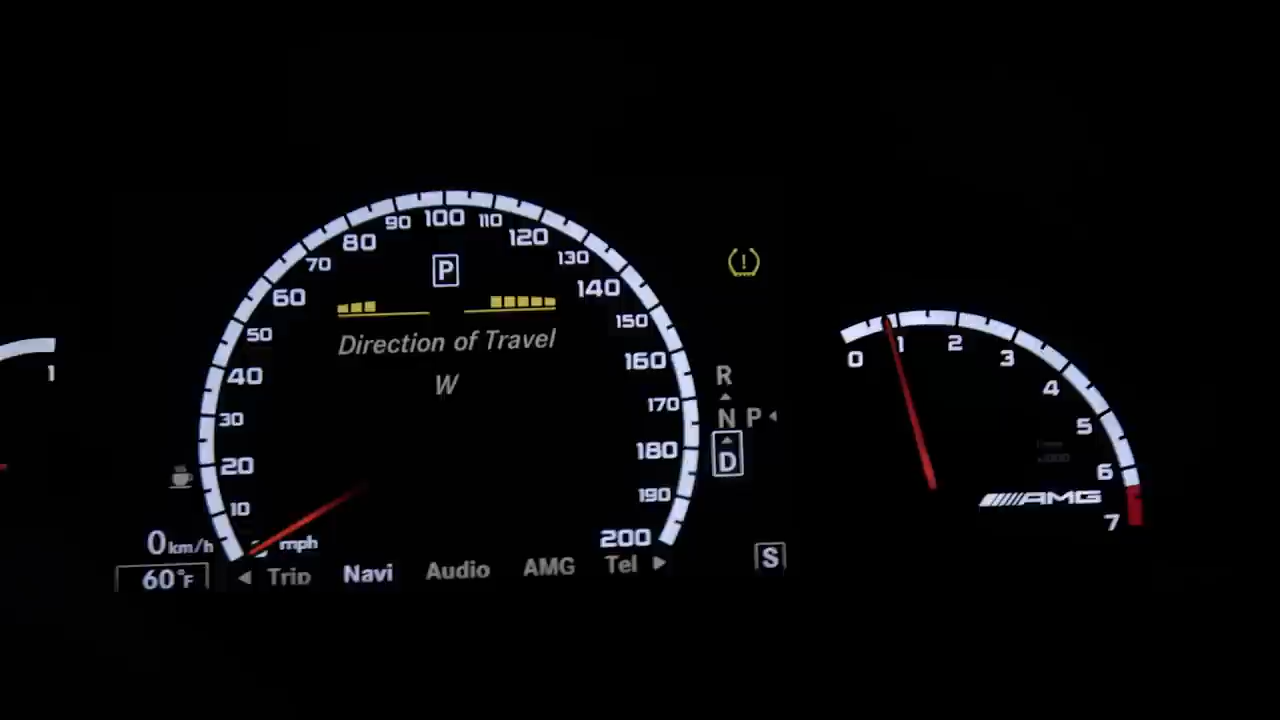 90 100 110
80 120
70 130
60 P 140
50 Direction of Travel 150
40 W 160
30 170
20 180
10 190
mph 200
0 km/h
60°F
◀ Trip Navi Audio AMG Tel ▶
R
N P
D
S
1
0 1 2 3 4 5 6 7
AMG